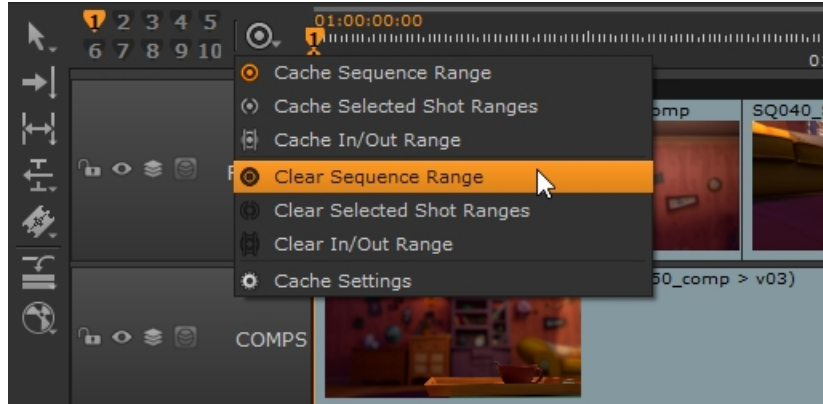 1 2 3 4 5
6 7 8 9 10
01:00:00:00
1
Cache Sequence Range
Cache Selected Shot Ranges
Cache In/Out Range
Clear Sequence Range
Clear Selected Shot Ranges
Clear In/Out Range
Cache Settings
SQ040_
50_comp > v03)
COMPS